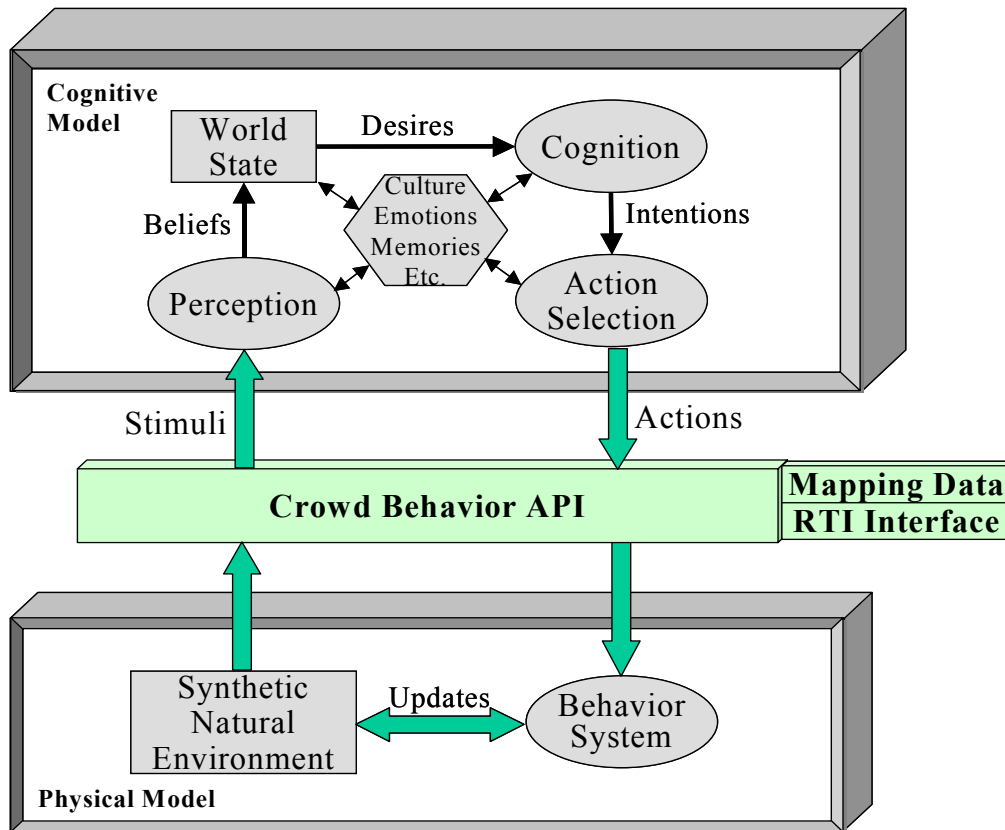 Cognitive
Model
World
State
Desires
Cognition
Culture
Emotions
Memories
Etc.
Beliefs
Intentions
Perception
Action
Selection
Stimuli
Actions
Crowd Behavior API
Mapping Data
RTI Interface
Synthetic
Natural
Environment
Updates
Behavior
System
Physical Model